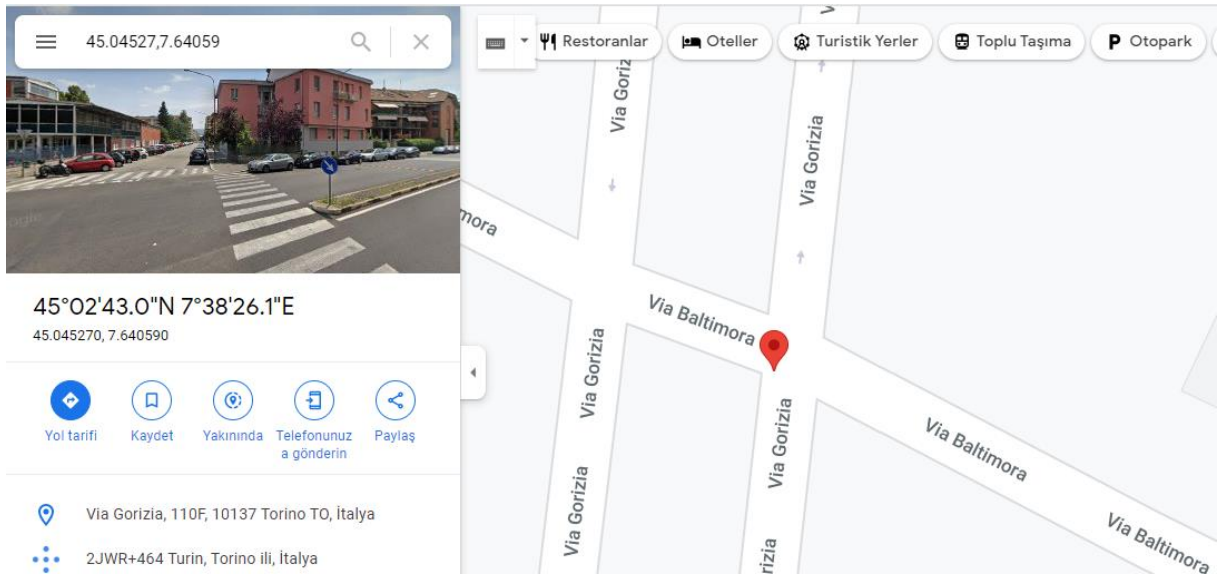 45.04527,7.64059
Restoranlar
Oteller
Turistik Yerler
Toplu Taşıma
P Otopark
45°02'43.0"N 7°38'26.1"E
45.045270, 7.640590
Yol tarifi
Kaydet
Yakınında
Telefonunuz
a gönderin
Paylaş
Via Gorizia, 110F, 10137 Torino TO, İtalya
2JWR+464 Turin, Torino ili, İtalya
Via Goriz
Via Gorizia
mora
Via Baltimora
Via Gorizia
Via Gorizia
Via Baltimora
Via Gorizia
Via Baltimora
rizia